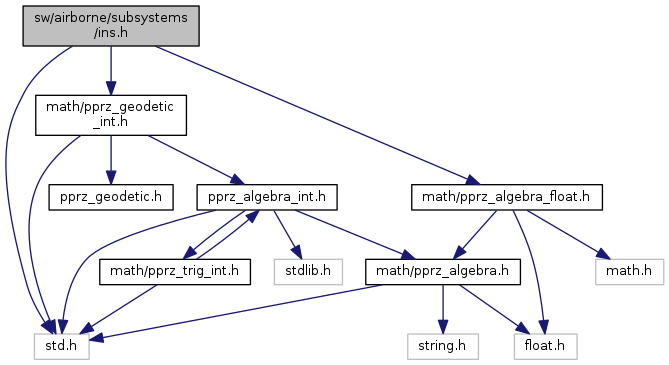 sw/airborne/subsystems
/ins.h
math/pprz_geodetic
_int.h
pprz_geodetic.h
pprz_algebra_int.h
math/pprz_algebra_float.h
math/pprz_trig_int.h
stdlib.h
math/pprz_algebra.h
math.h
std.h
string.h
float.h